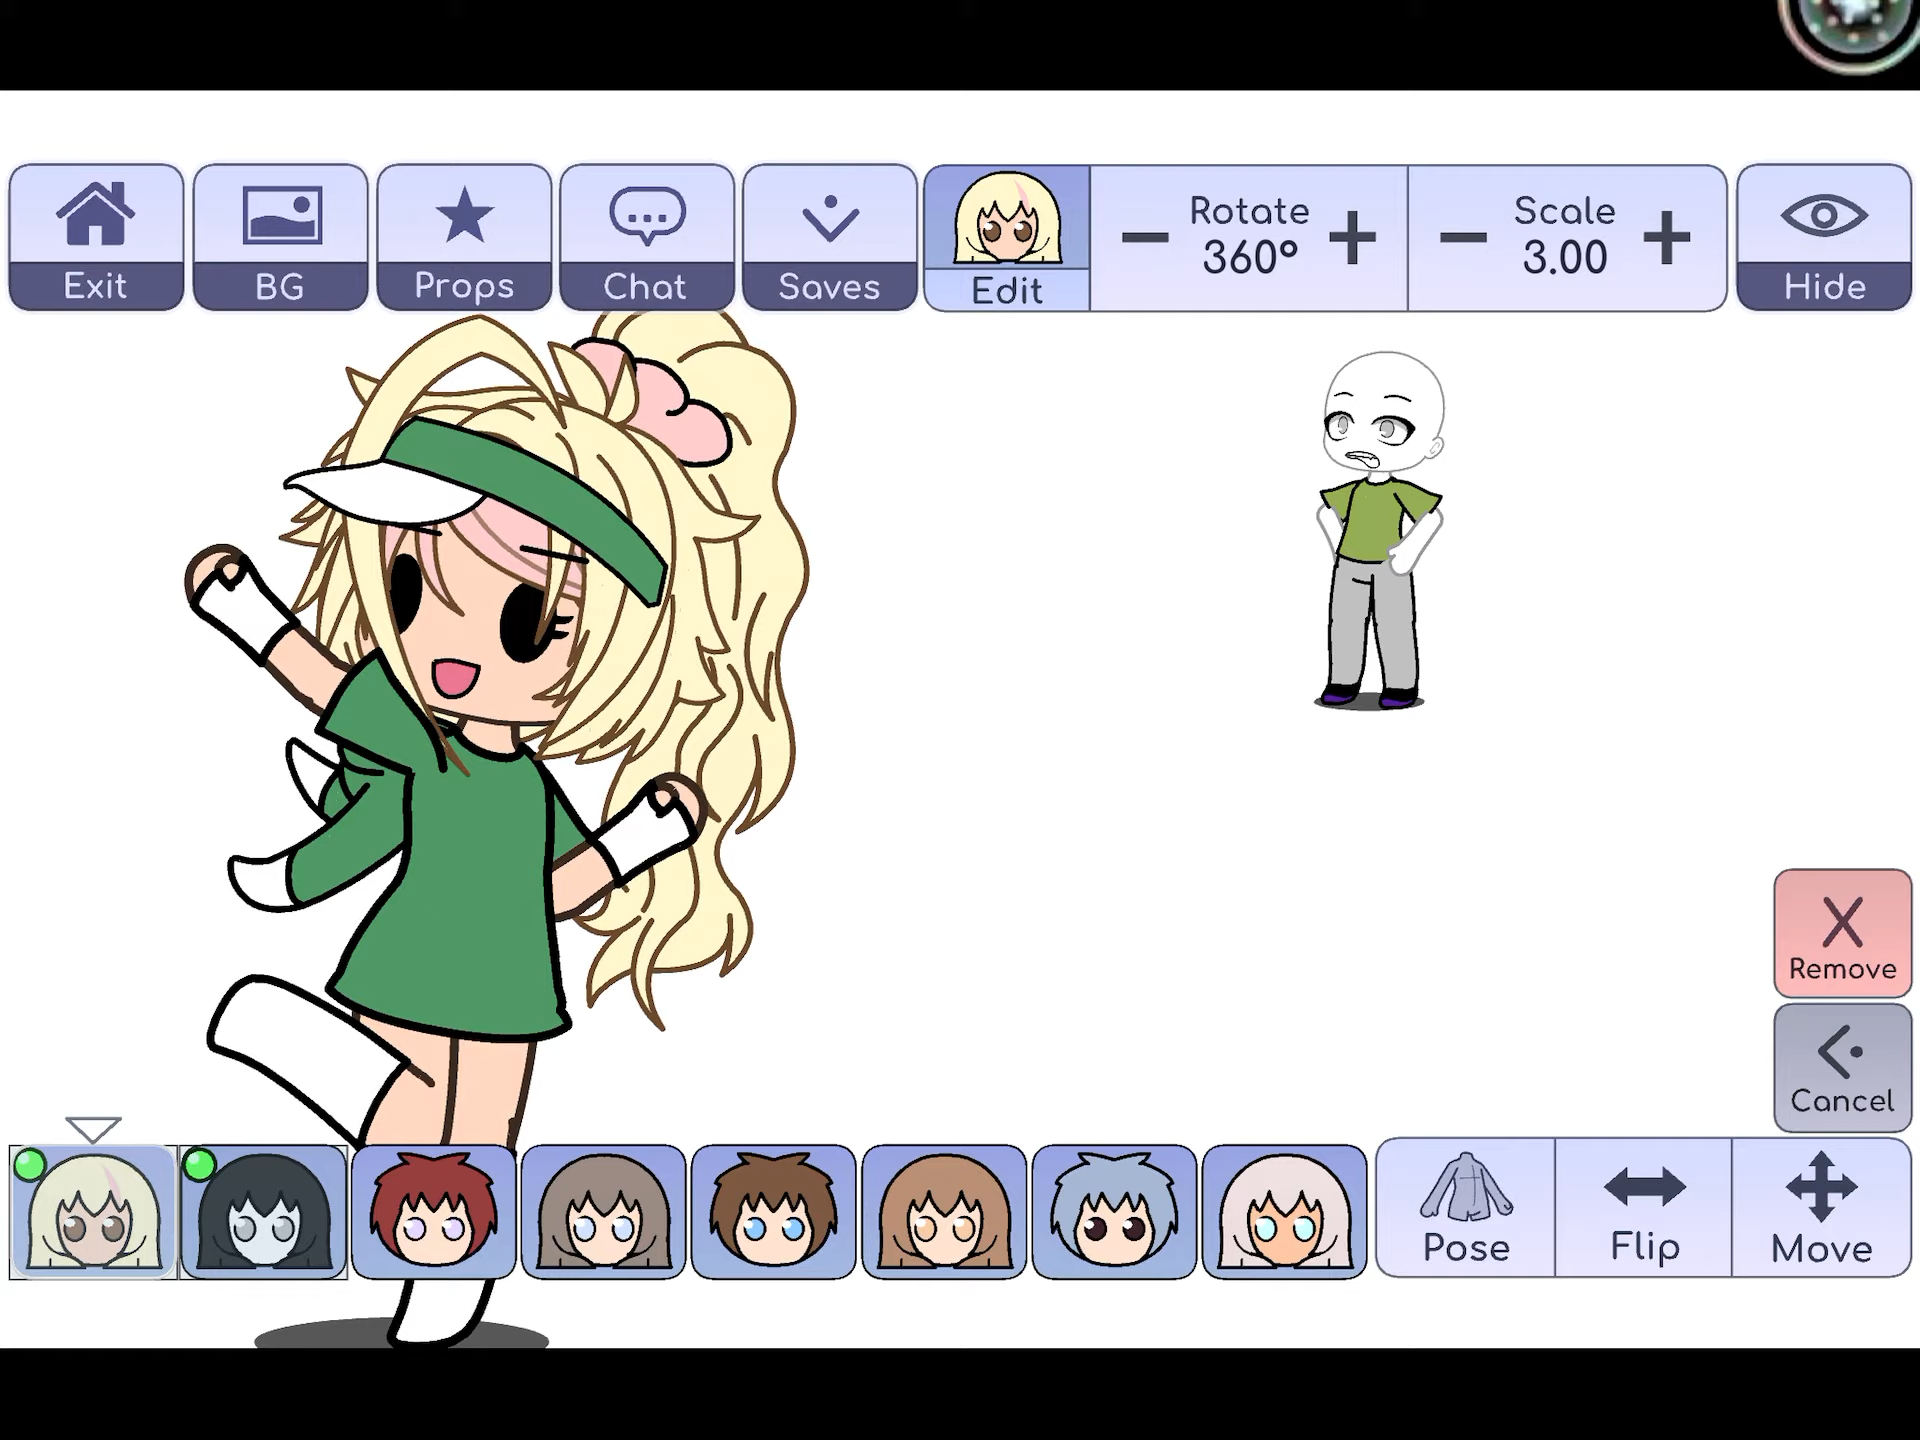 Exit
BG
Props
Chat
Saves
Edit
Rotate
360°
Scale
3.00
Hide
Remove
Cancel
Pose
Flip
Move